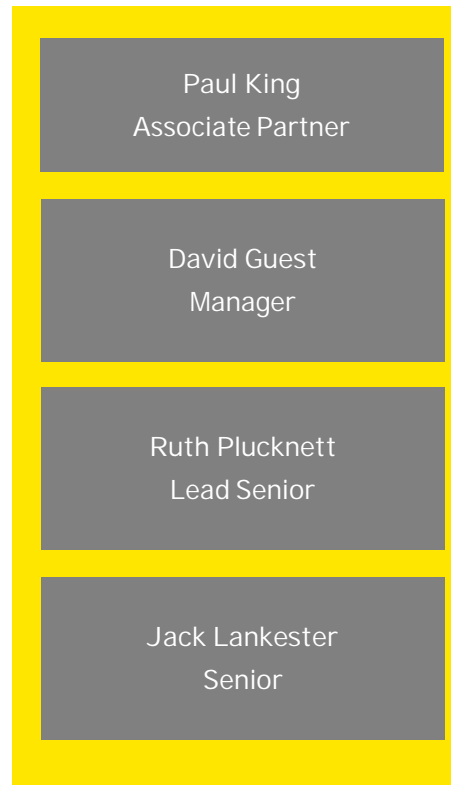 Paul King
Associate Partner
David Guest
Manager
Ruth Plucknett
Lead Senior
Jack Lankester
Senior